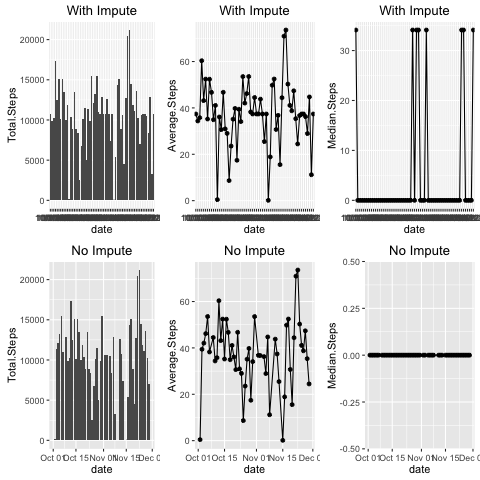 With Impute
With Impute
With Impute
Total.Steps
20000
15000
10000
5000
0
date
Average.Steps
60
40
20
0
date
Median.Steps
30
20
10
0
date
No Impute
No Impute
No Impute
Total.Steps
20000
15000
10000
5000
0
Oct 01 Oct 15 Nov 01 Nov 15 Dec 0
date
Average.Steps
60
40
20
0
Oct 01 Oct 15 Nov 01 Nov 15 Dec 0
date
Median.Steps
0.50
0.25
0.00
-0.25
-0.50
Oct 01 Oct 15 Nov 01 Nov 15 Dec 0
date